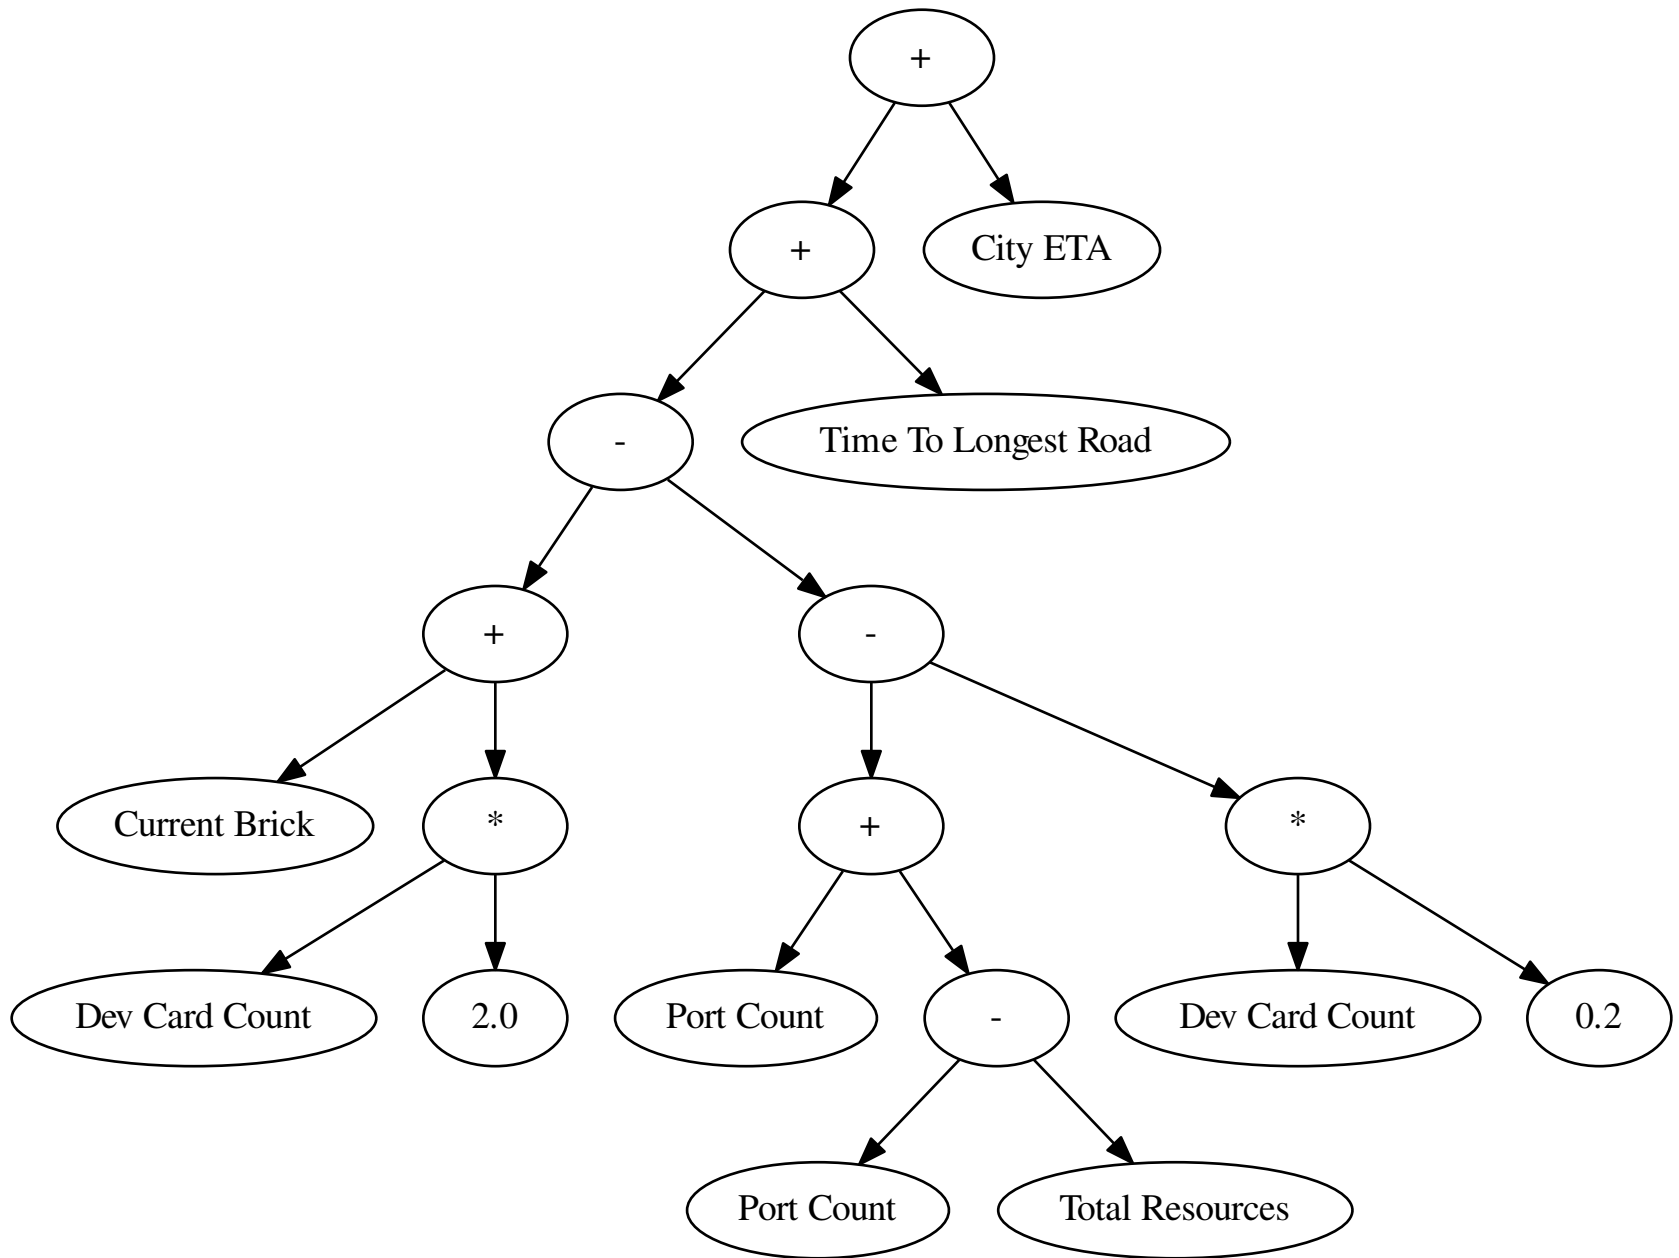 +
+
City ETA
-
Time To Longest Road
+
-
Current Brick
*
+
*
Dev Card Count
2.0
Port Count
-
Dev Card Count
0.2
Port Count
Total Resources